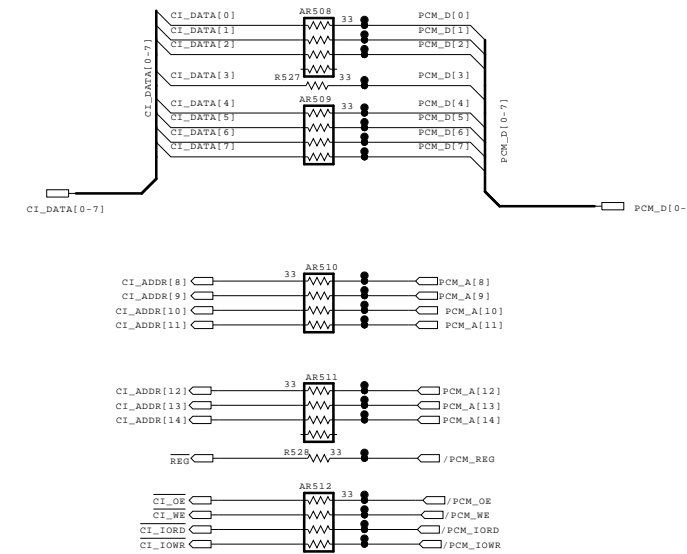 AR508
CI_DATA[0] 33 PCM_D[0]
CI_DATA[1] PCM_D[1]
CI_DATA[2] PCM_D[2]
CI_DATA[3] R527 33 PCM_D[3]
AR509
CI_DATA[4] 33 PCM_D[4]
CI_DATA[5] PCM_D[5]
CI_DATA[6] PCM_D[6]
CI_DATA[7] PCM_D[7]
CI_DATA[0-7]
PCM_D[0-7]
CI_DATA[0-7] PCM_D[0-
AR510
CI_ADDR[8] 33 PCM_A[8]
CI_ADDR[9] PCM_A[9]
CI_ADDR[10] PCM_A[10]
CI_ADDR[11] PCM_A[11]
AR511
CI_ADDR[12] 33 PCM_A[12]
CI_ADDR[13] PCM_A[13]
CI_ADDR[14] PCM_A[14]
REG R528 33 /PCM_REG
AR512
CI_OE 33 /PCM_OE
CI_WE /PCM_WE
CI_IORD /PCM_IORD
CI_IOWR /PCM_IOWR